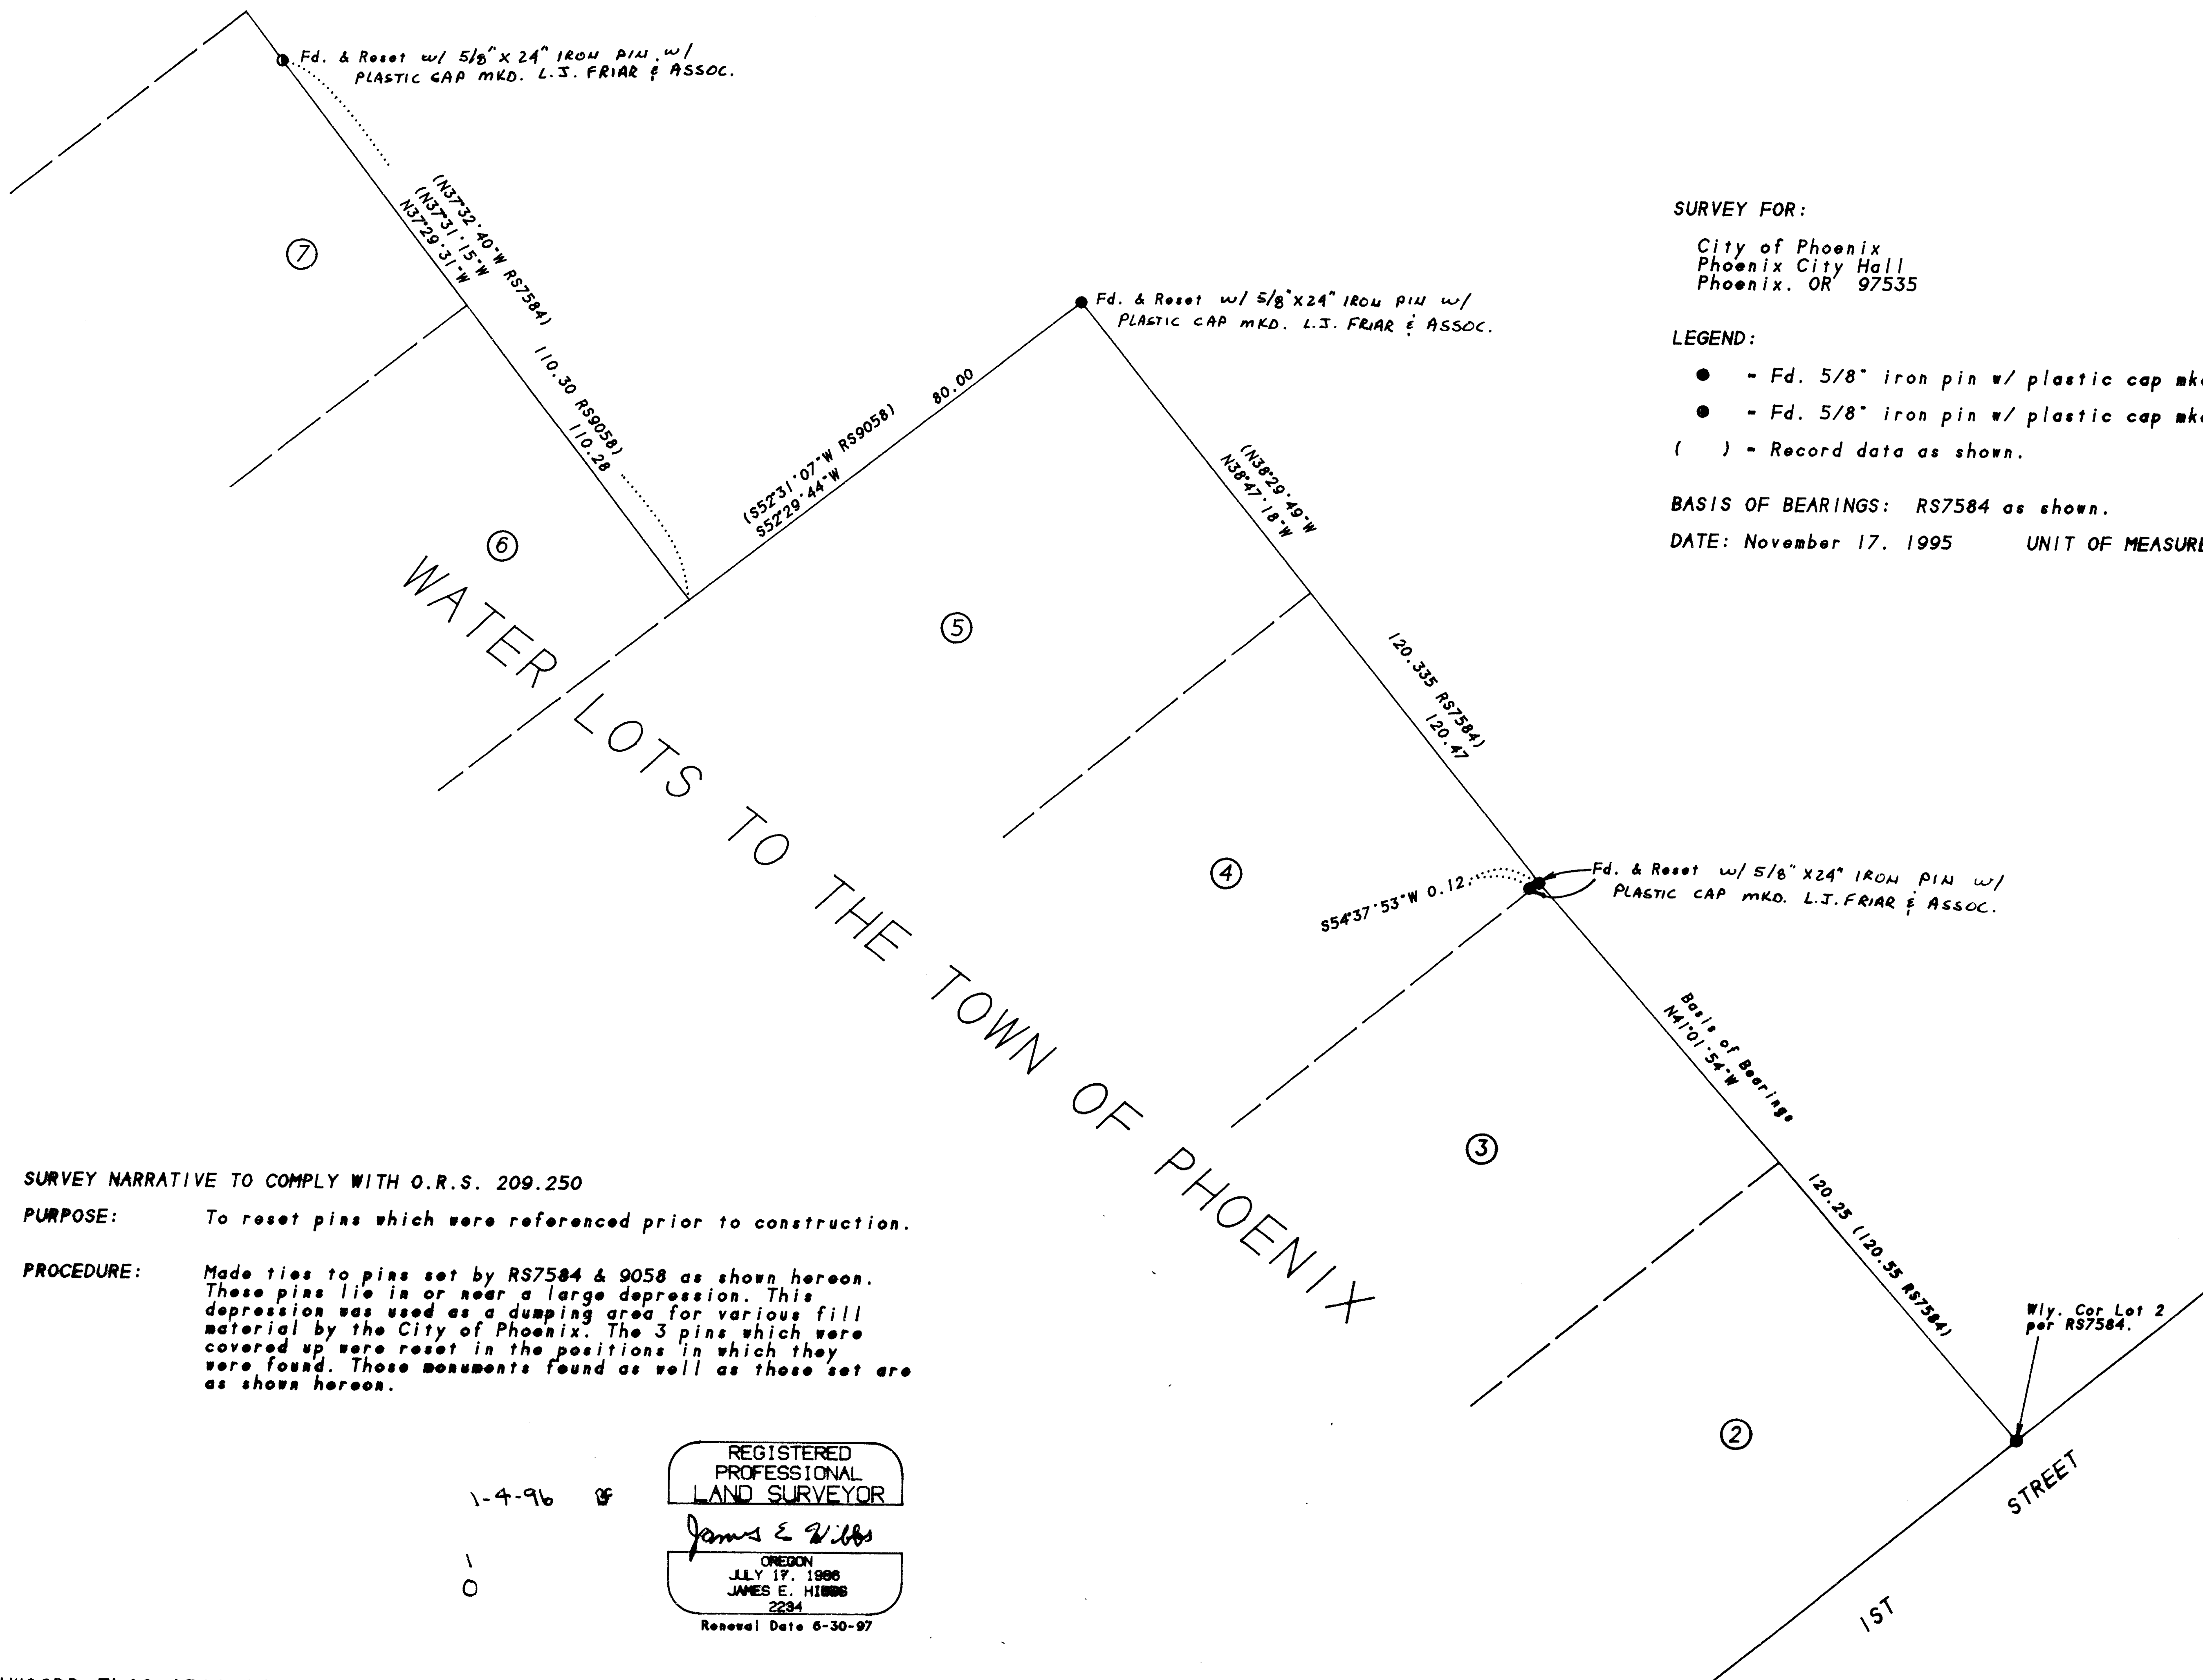 Fd. & Reset w/ 5/8" X 24" IRON PIN w/
PLASTIC CAP MKD. L.J. FRIAR & ASSOC.
(N37°32'40"W RS7584)
(N37°31'15"W
N37°29'31"W
110.30 RS9058)
110.28
7
6
Fd. & Reset w/ 5/8" X 24" IRON PIN w/
PLASTIC CAP MKD. L.J. FRIAR & ASSOC.
(S52°31'07"W RS9058)
S52°29'44"W
80.00
5
(N38°29'49"W
N38°47'18"W
120.335 RS7584)
120.47
SURVEY FOR:
City of Phoenix
Phoenix City Hall
Phoenix. OR 97535
LEGEND:
● - Fd. 5/8" iron pin w/ plastic cap
● - Fd. 5/8" iron pin w/ plastic cap
( ) - Record data as shown.
BASIS OF BEARINGS: RS7584 as shown.
DATE: November 17. 1995 UNIT OF
WATER LOTS TO THE TOWN OF PHOENIX
4
S54°37'53"W 0.12
Fd. & Reset w/ 5/8" X 24" IRON PIN w/
PLASTIC CAP MKD. L.J. FRIAR & ASSOC.
Basis of Bearings
N41°01'54"W
120.25 (120.55 RS7584)
3
2
Wly. Cor Lot 2
per RS7584.
1ST STREET
SURVEY NARRATIVE TO COMPLY WITH O.R.S. 209.250
PURPOSE: To reset pins which were referenced prior to construction.
PROCEDURE: Made ties to pins set by RS7584 & 9058 as shown hereon.
These pins lie in or near a large depression. This
depression was used as a dumping area for various fill
material by the City of Phoenix. The 3 pins which were
covered up were reset in the positions in which they
were found. Those monuments found as well as those set are
as shown hereon.
1-4-96
1
0
REGISTERED
PROFESSIONAL
LAND SURVEYOR
James E Hibbs
OREGON
JULY 17. 1986
JAMES E. HIBBS
2234
Renewal Date 6-30-97